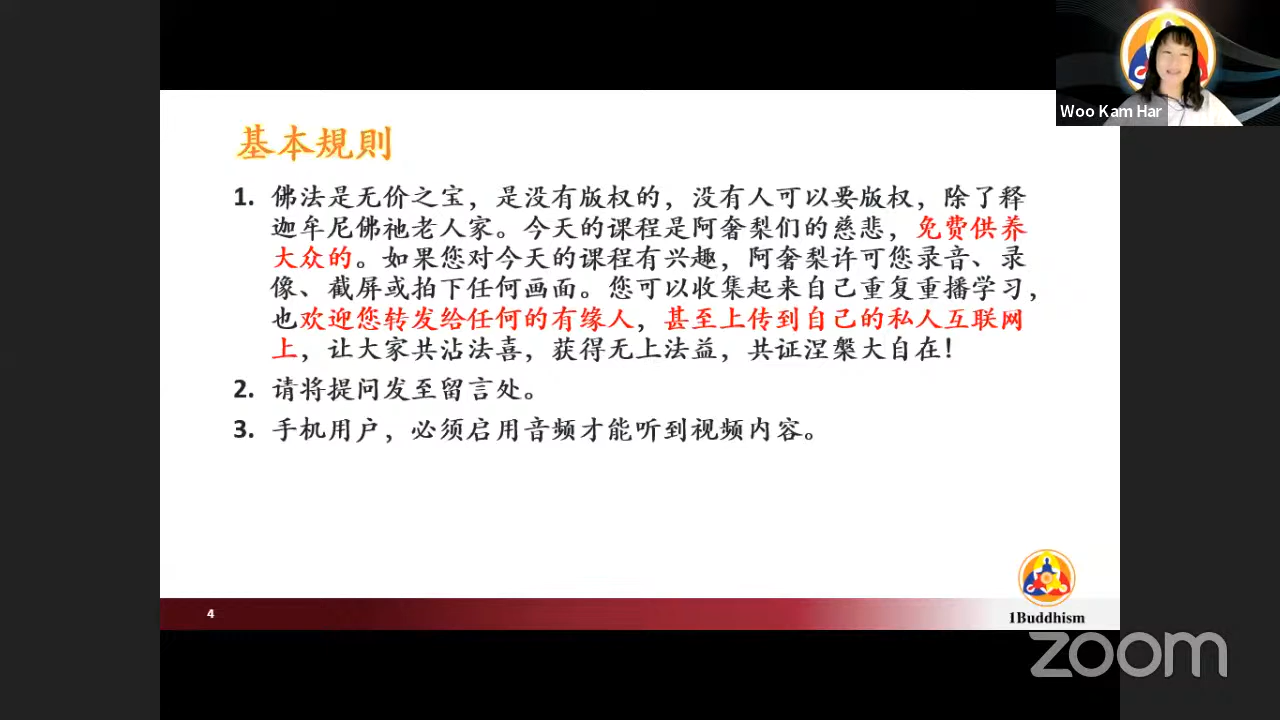 Woo Kam Har
基本規則
1. 佛法是无价之宝，是没有版权的，没有人可以要版权，除了释
迦牟尼佛祂老人家。今天的课程是阿奢梨们的慈悲，免费供养
大众的。如果您对今天的课程有兴趣，阿奢梨许可您录音、录
像、截屏或拍下任何画面。您可以收集起来自己重复重播学习，
也欢迎您转发给任何的有缘人，甚至上传到自己的私人互联网
上，让大家共沾法喜，获得无上法益，共证涅槃大自在！
2. 请将提问发至留言处。
3. 手机用户，必须启用音频才能听到视频内容。
4
1Buddhism
zoom